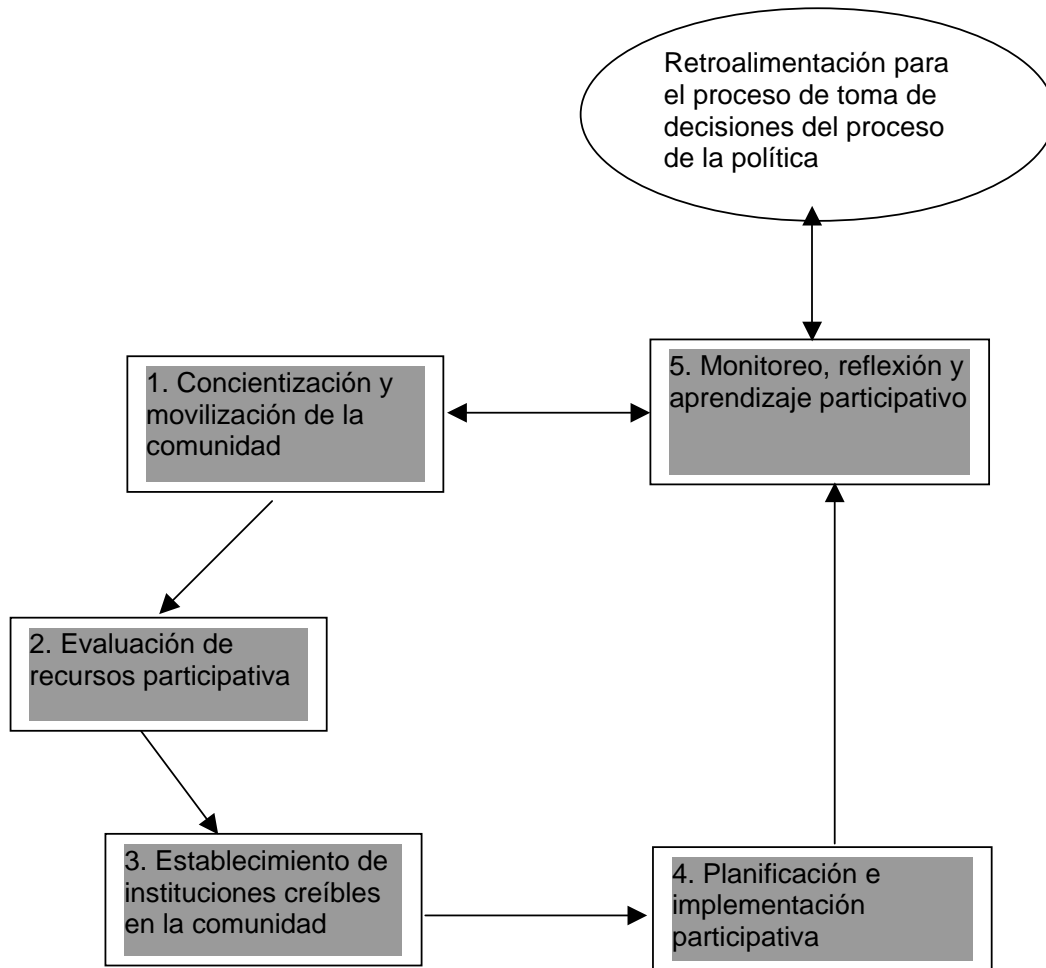 Retroalimentación para
el proceso de toma de
decisiones del proceso
de la política
1. Concientización y
movilización de la
comunidad
5. Monitoreo, reflexión y
aprendizaje participativo
2. Evaluación de
recursos participativa
3. Establecimiento de
instituciones creíbles
en la comunidad
4. Planificación e
implementación
participativa